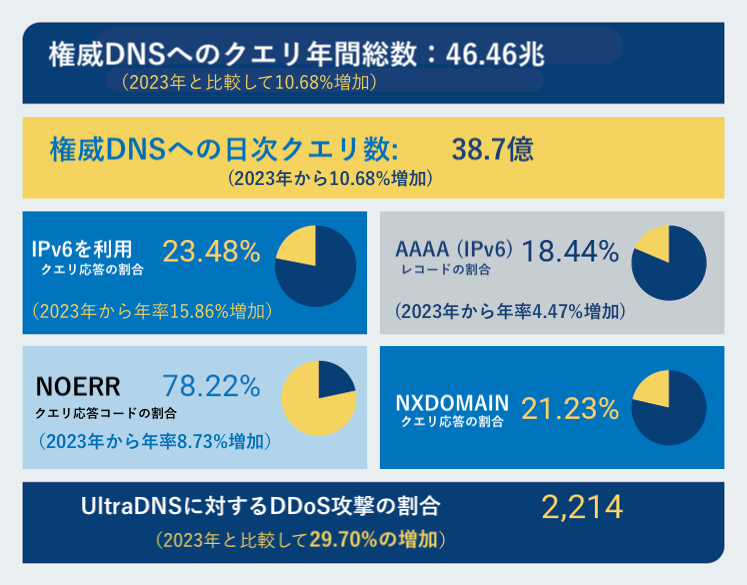 権威DNSへのクエリ年間総数：46.46兆
（2023年と比較して10.68%増加）
権威DNSへの日次クエリ数: 38.7億
(2023年から10.68%増加)
IPv6を利用 23.48%
クエリ応答の割合
（2023年から年率15.86%増加）
AAAA（IPv6) 18.44%
レコードの割合
(2023年から年率4.47%増加）
NOERR 78.22%
クエリ応答コードの割合
（2023年から年率8.73%増加）
NXDOMAIN 21.23%
クエリ応答の割合
UltraDNSに対するDDoS攻撃の割合 2,214
（2023年と比較して29.70%の増加）